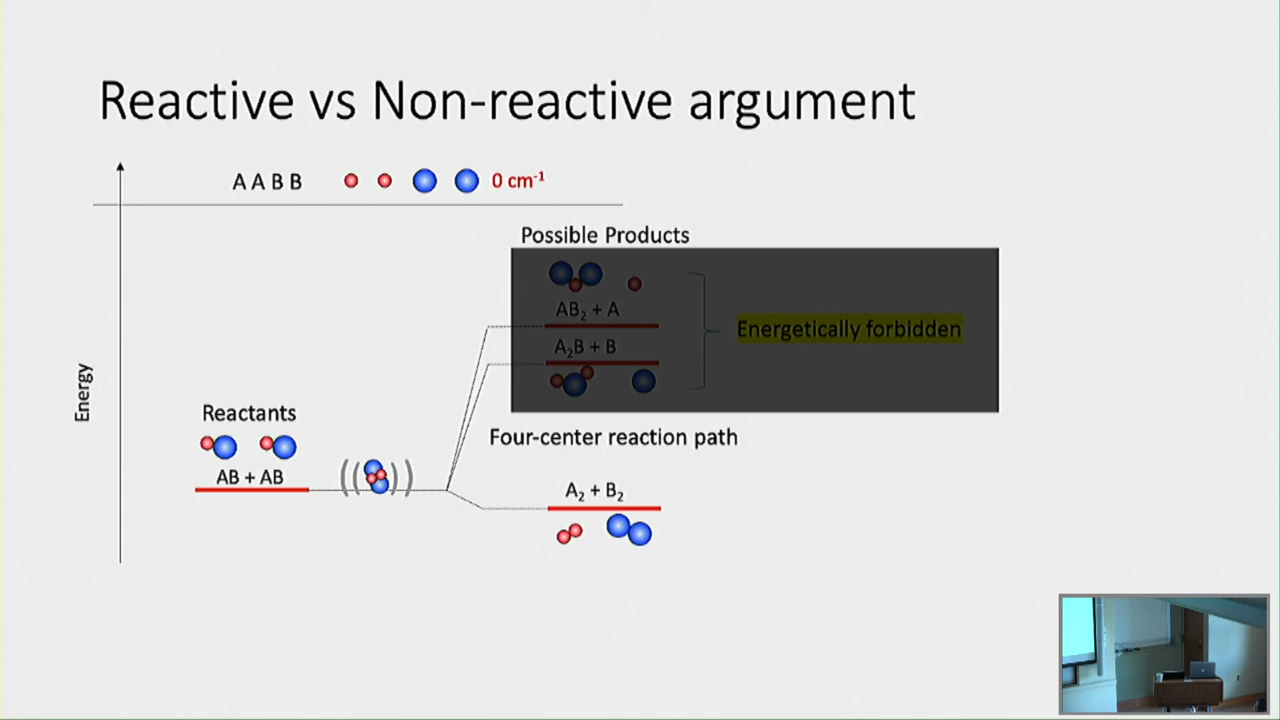 Reactive vs Non-reactive argument
A A B B
0 cm⁻¹
Possible Products
AB₂ + A
A₂B + B
Energetically forbidden
Energy
Reactants
AB + AB
Four-center reaction path
A₂ + B₂